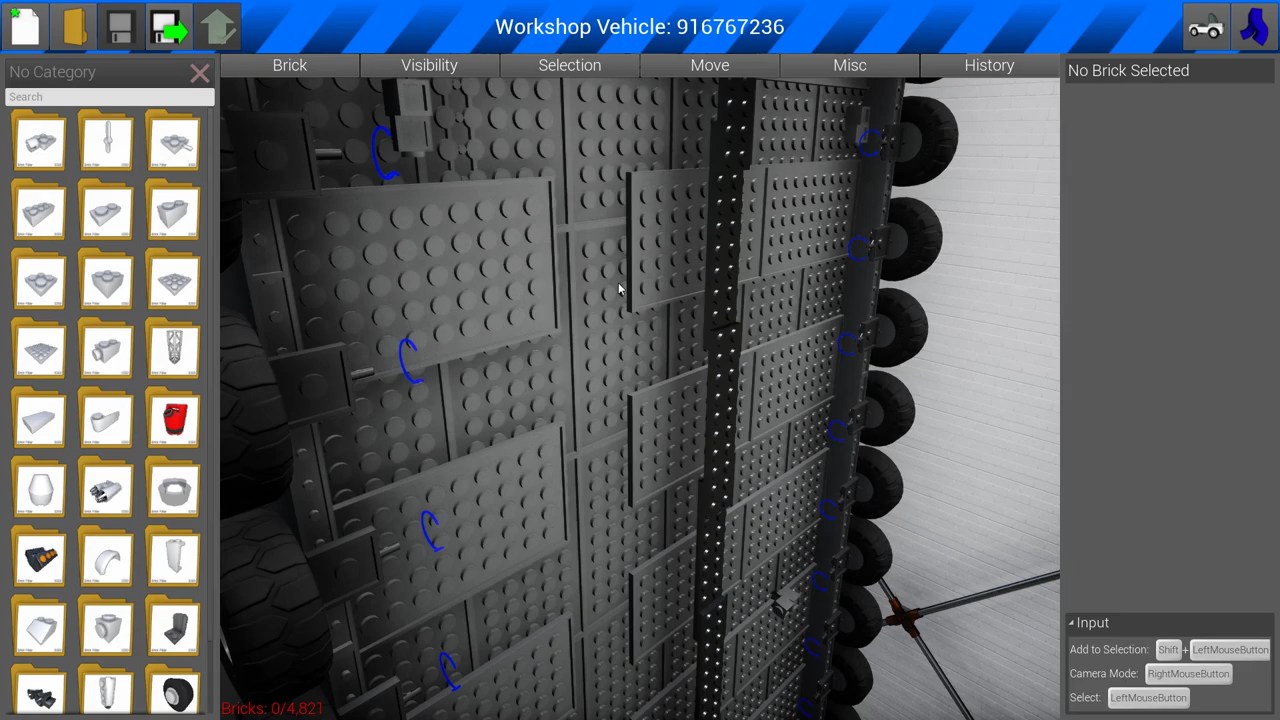 Workshop Vehicle: 916767236
No Category
Search
Brick
Visibility
Selection
Move
Misc
History
No Brick Selected
Bricks: 0/4,821
Input
Add to Selection: Shift + LeftMouseButton
Camera Mode: RightMouseButton
Select: LeftMouseButton